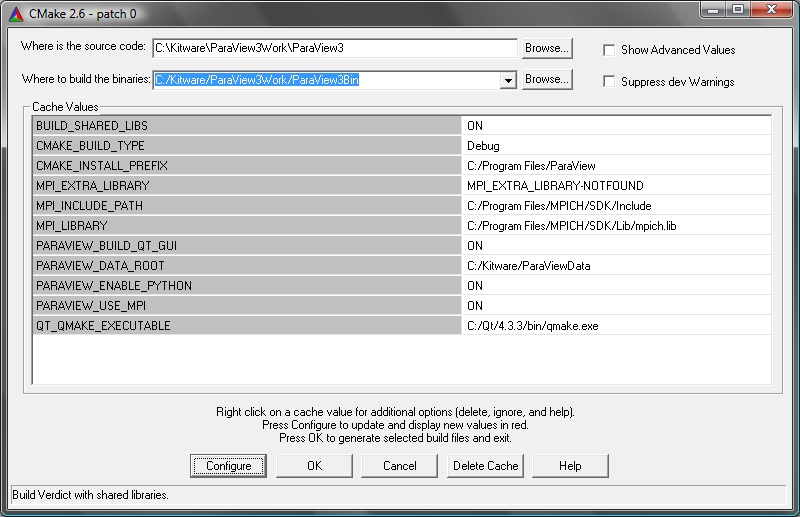 CMake 2.6 - patch 0
Where is the source code: C:\Kitware\ParaView3Work\ParaView3 Browse... Show Advanced Values
Where to build the binaries: C:/Kitware/ParaView3Work/ParaView3Bin Browse... Suppress dev Warnings
Cache Values
BUILD_SHARED_LIBS ON
CMAKE_BUILD_TYPE Debug
CMAKE_INSTALL_PREFIX C:/Program Files/ParaView
MPI_EXTRA_LIBRARY MPI_EXTRA_LIBRARY-NOTFOUND
MPI_INCLUDE_PATH C:/Program Files/MPICH/SDK/Include
MPI_LIBRARY C:/Program Files/MPICH/SDK/Lib/mpich.lib
PARAVIEW_BUILD_QT_GUI ON
PARAVIEW_DATA_ROOT C:/Kitware/ParaViewData
PARAVIEW_ENABLE_PYTHON ON
PARAVIEW_USE_MPI ON
QT_QMAKE_EXECUTABLE C:/Qt/4.3.3/bin/qmake.exe
Right click on a cache value for additional options (delete, ignore, and help).
Press Configure to update and display new values in red.
Press OK to generate selected build files and exit.
Configure OK Cancel Delete Cache Help
Build Verdict with shared libraries.